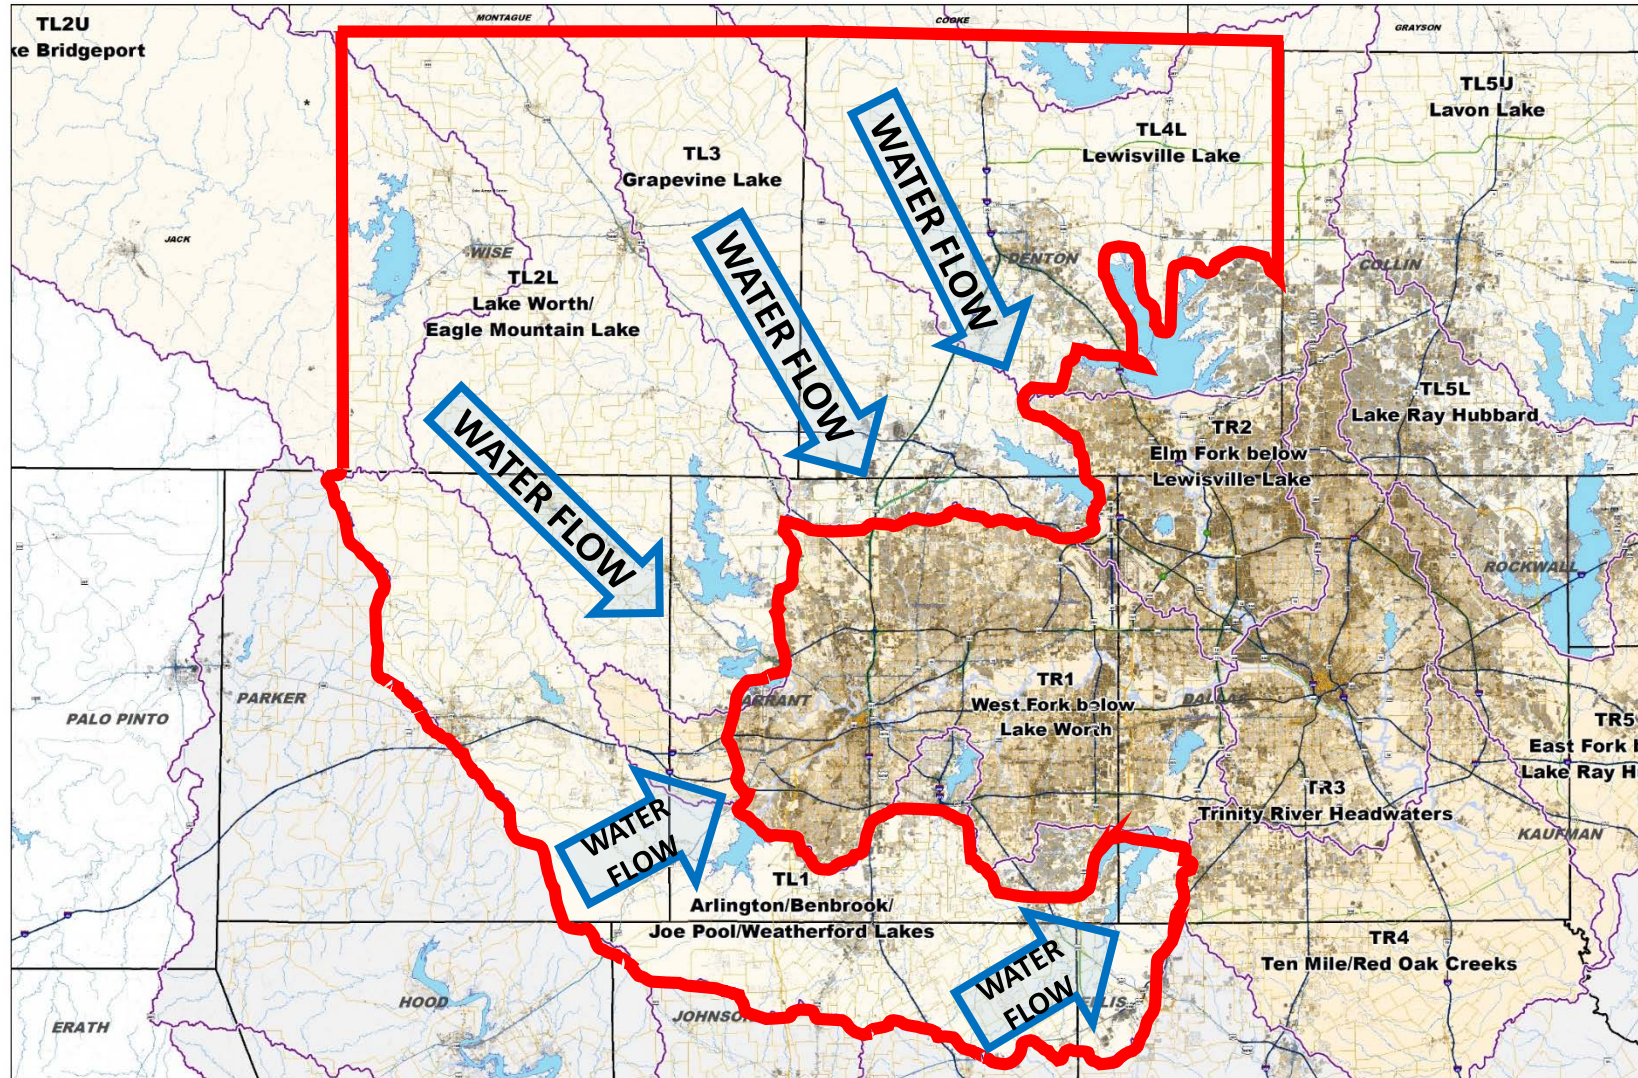 TL2U
ke Bridgeport
MONTAGUE
COOKE
GRAYSON
TL5U
Lavon Lake
TL4L
Lewisville Lake
TL3
Grapevine Lake
WATER FLOW
JACK
WISE
DENTON
COLLIN
TL2L
Lake Worth/
Eagle Mountain Lake
WATER FLOW
TL5L
Lake Ray Hubbard
TR2
Elm Fork below
Lewisville Lake
WATER FLOW
ROCKWALL
PARKER
PALO PINTO
ARRANT
TR1
West Fork below
Lake Worth
DALLAS
TR5
East Fork
Lake Ray H
TR3
Trinity River Headwaters
KAUFMAN
WATER
FLOW
TL1
Arlington/Benbrook/
Joe Pool/Weatherford Lakes
TR4
Ten Mile/Red Oak Creeks
WATER
FLOW
HOOD
ELLIS
JOHNSON
ERATH